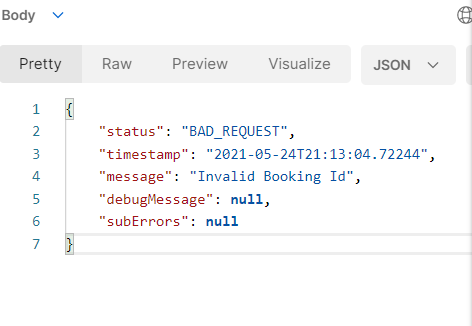 Body
Pretty Raw Preview Visualize JSON
1 {
2 "status": "BAD_REQUEST",
3 "timestamp": "2021-05-24T21:13:04.72244",
4 "message": "Invalid Booking Id",
5 "debugMessage": null,
6 "subErrors": null
7 }